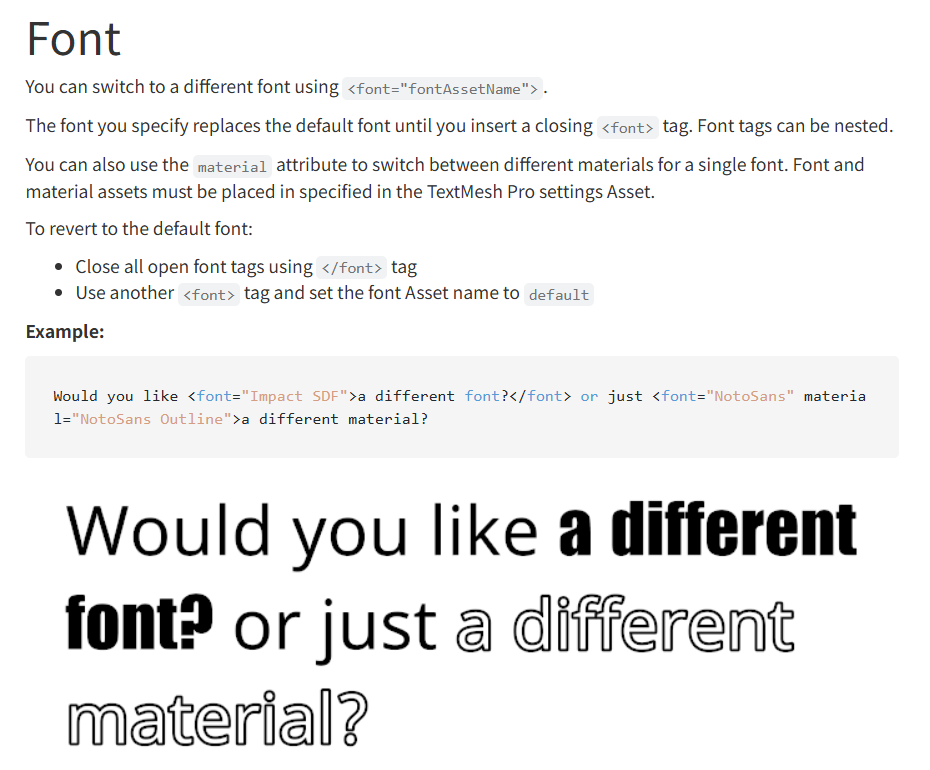 Font
You can switch to a different font using <font="fontAssetName">.
The font you specify replaces the default font until you insert a closing <font> tag. Font tags can be nested.
You can also use the material attribute to switch between different materials for a single font. Font and
material assets must be placed in specified in the TextMesh Pro settings Asset.
To revert to the default font:
• Close all open font tags using </font> tag
• Use another <font> tag and set the font Asset name to default
Example:
Would you like <font="Impact SDF">a different font?</font> or just <font="NotoSans" materia
l="NotoSans Outline">a different material?
Would you like a different
font? or just a different
material?